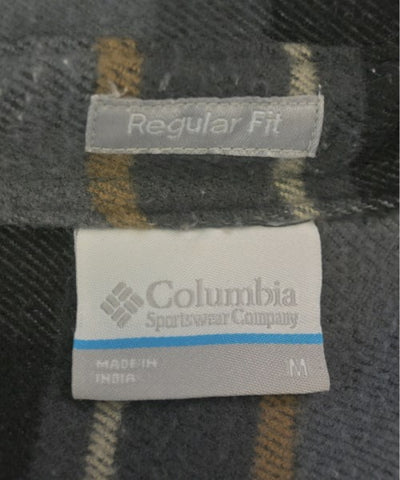 Regular Fit
Columbia
Sportswear Company
MADE IN
INDIA
M